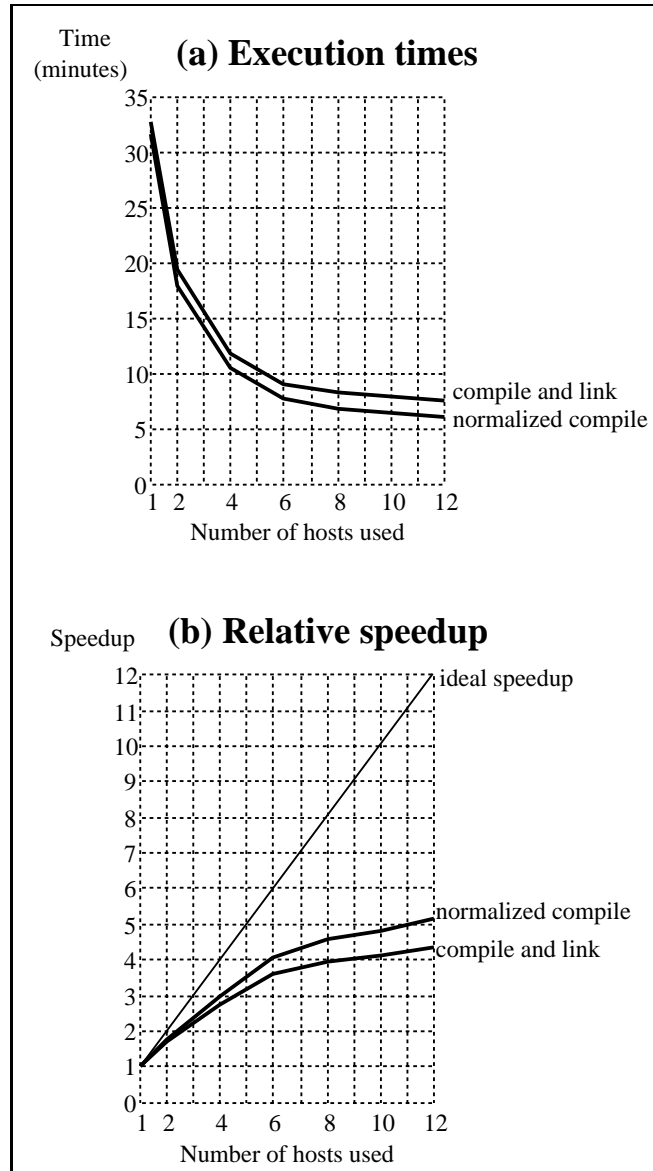 Time
(minutes)
(a) Execution times
35
30
25
20
15
10
5
0
compile and link
normalized compile
1 2 4 6 8 10 12
Number of hosts used
Speedup
(b) Relative speedup
12
11
10
9
8
7
6
5
4
3
2
1
0
ideal speedup
normalized compile
compile and link
1 2 4 6 8 10 12
Number of hosts used